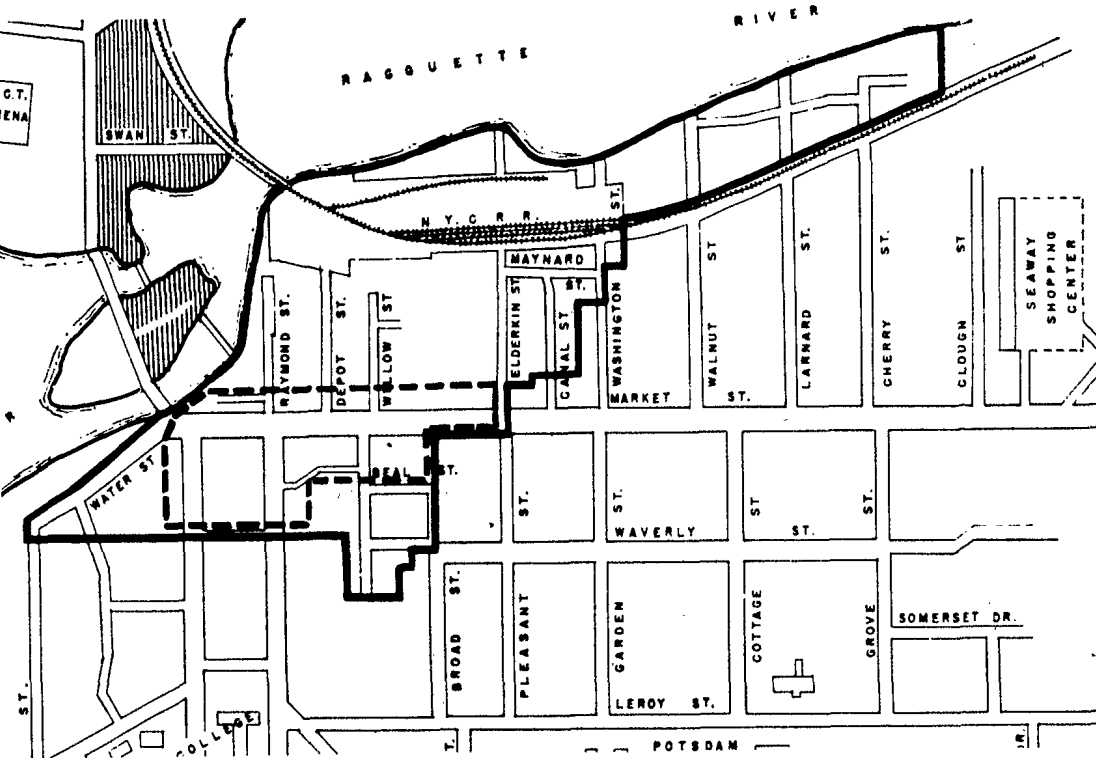 RIVER
RAGQUETTE
C.T.
ENA
SWAN ST.
N.Y.C.R.R.
ST.
MAYNARD
ST.
RAYMOND ST.
DEPOT ST.
WILLOW ST
ELDERKIN ST.
CANAL ST
WASHINGTON
WALNUT ST
LARNARD ST.
CHERRY ST.
CLOUGH ST
SEAWAY
SHOPPING
CENTER
MARKET ST.
R
WATER ST
BEAL ST.
ST.
ST.
ST
ST.
WAVERLY ST.
BROAD ST.
PLEASANT
GARDEN
COTTAGE
GROVE
SOMERSET DR.
LEROY ST.
ST.
COLLEGE
T.
POTSDAM
DR.